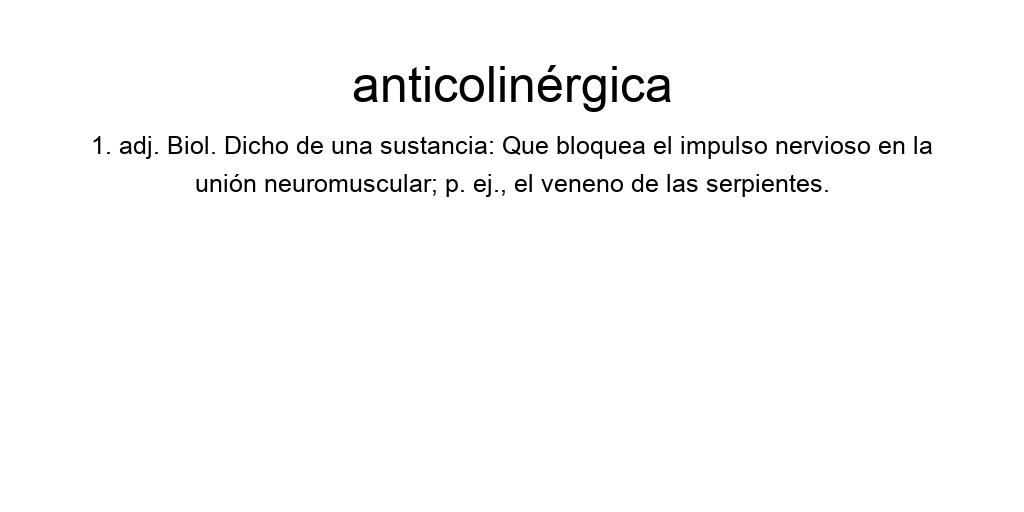 anticolinérgica
1. adj. Biol. Dicho de una sustancia: Que bloquea el impulso nervioso en la
unión neuromuscular; p. ej., el veneno de las serpientes.